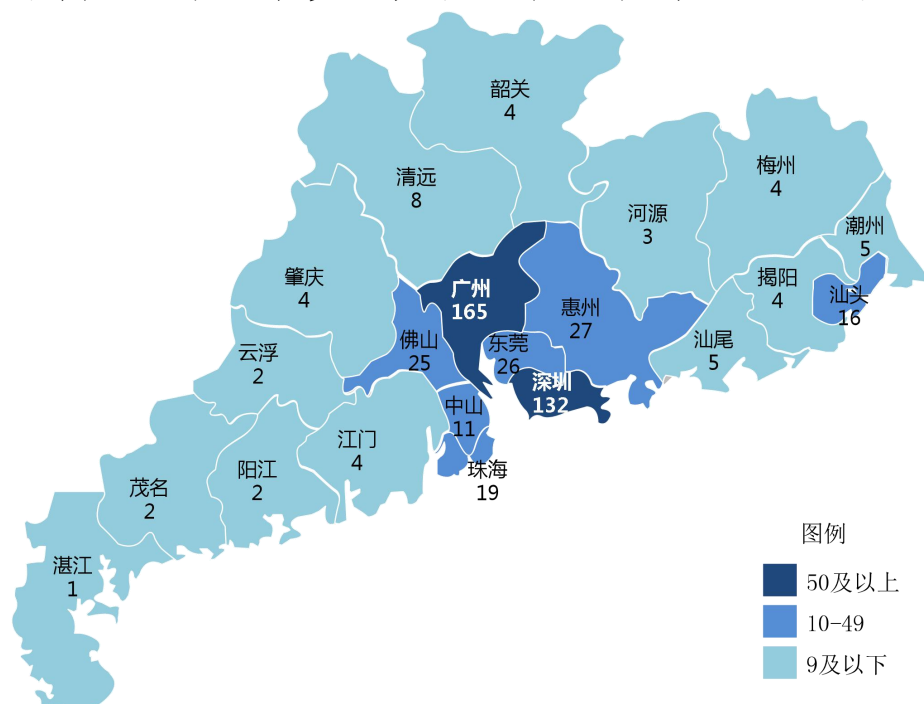 韶关
4
清远
8
梅州
4
河源
3
潮州
5
肇庆
4
揭阳
4
广州
165
汕头
16
惠州
27
佛山
25
东莞
26
汕尾
5
云浮
2
深圳
132
中山
11
江门
4
珠海
19
阳江
2
茂名
2
湛江
1
图例
50及以上
10-49
9及以下